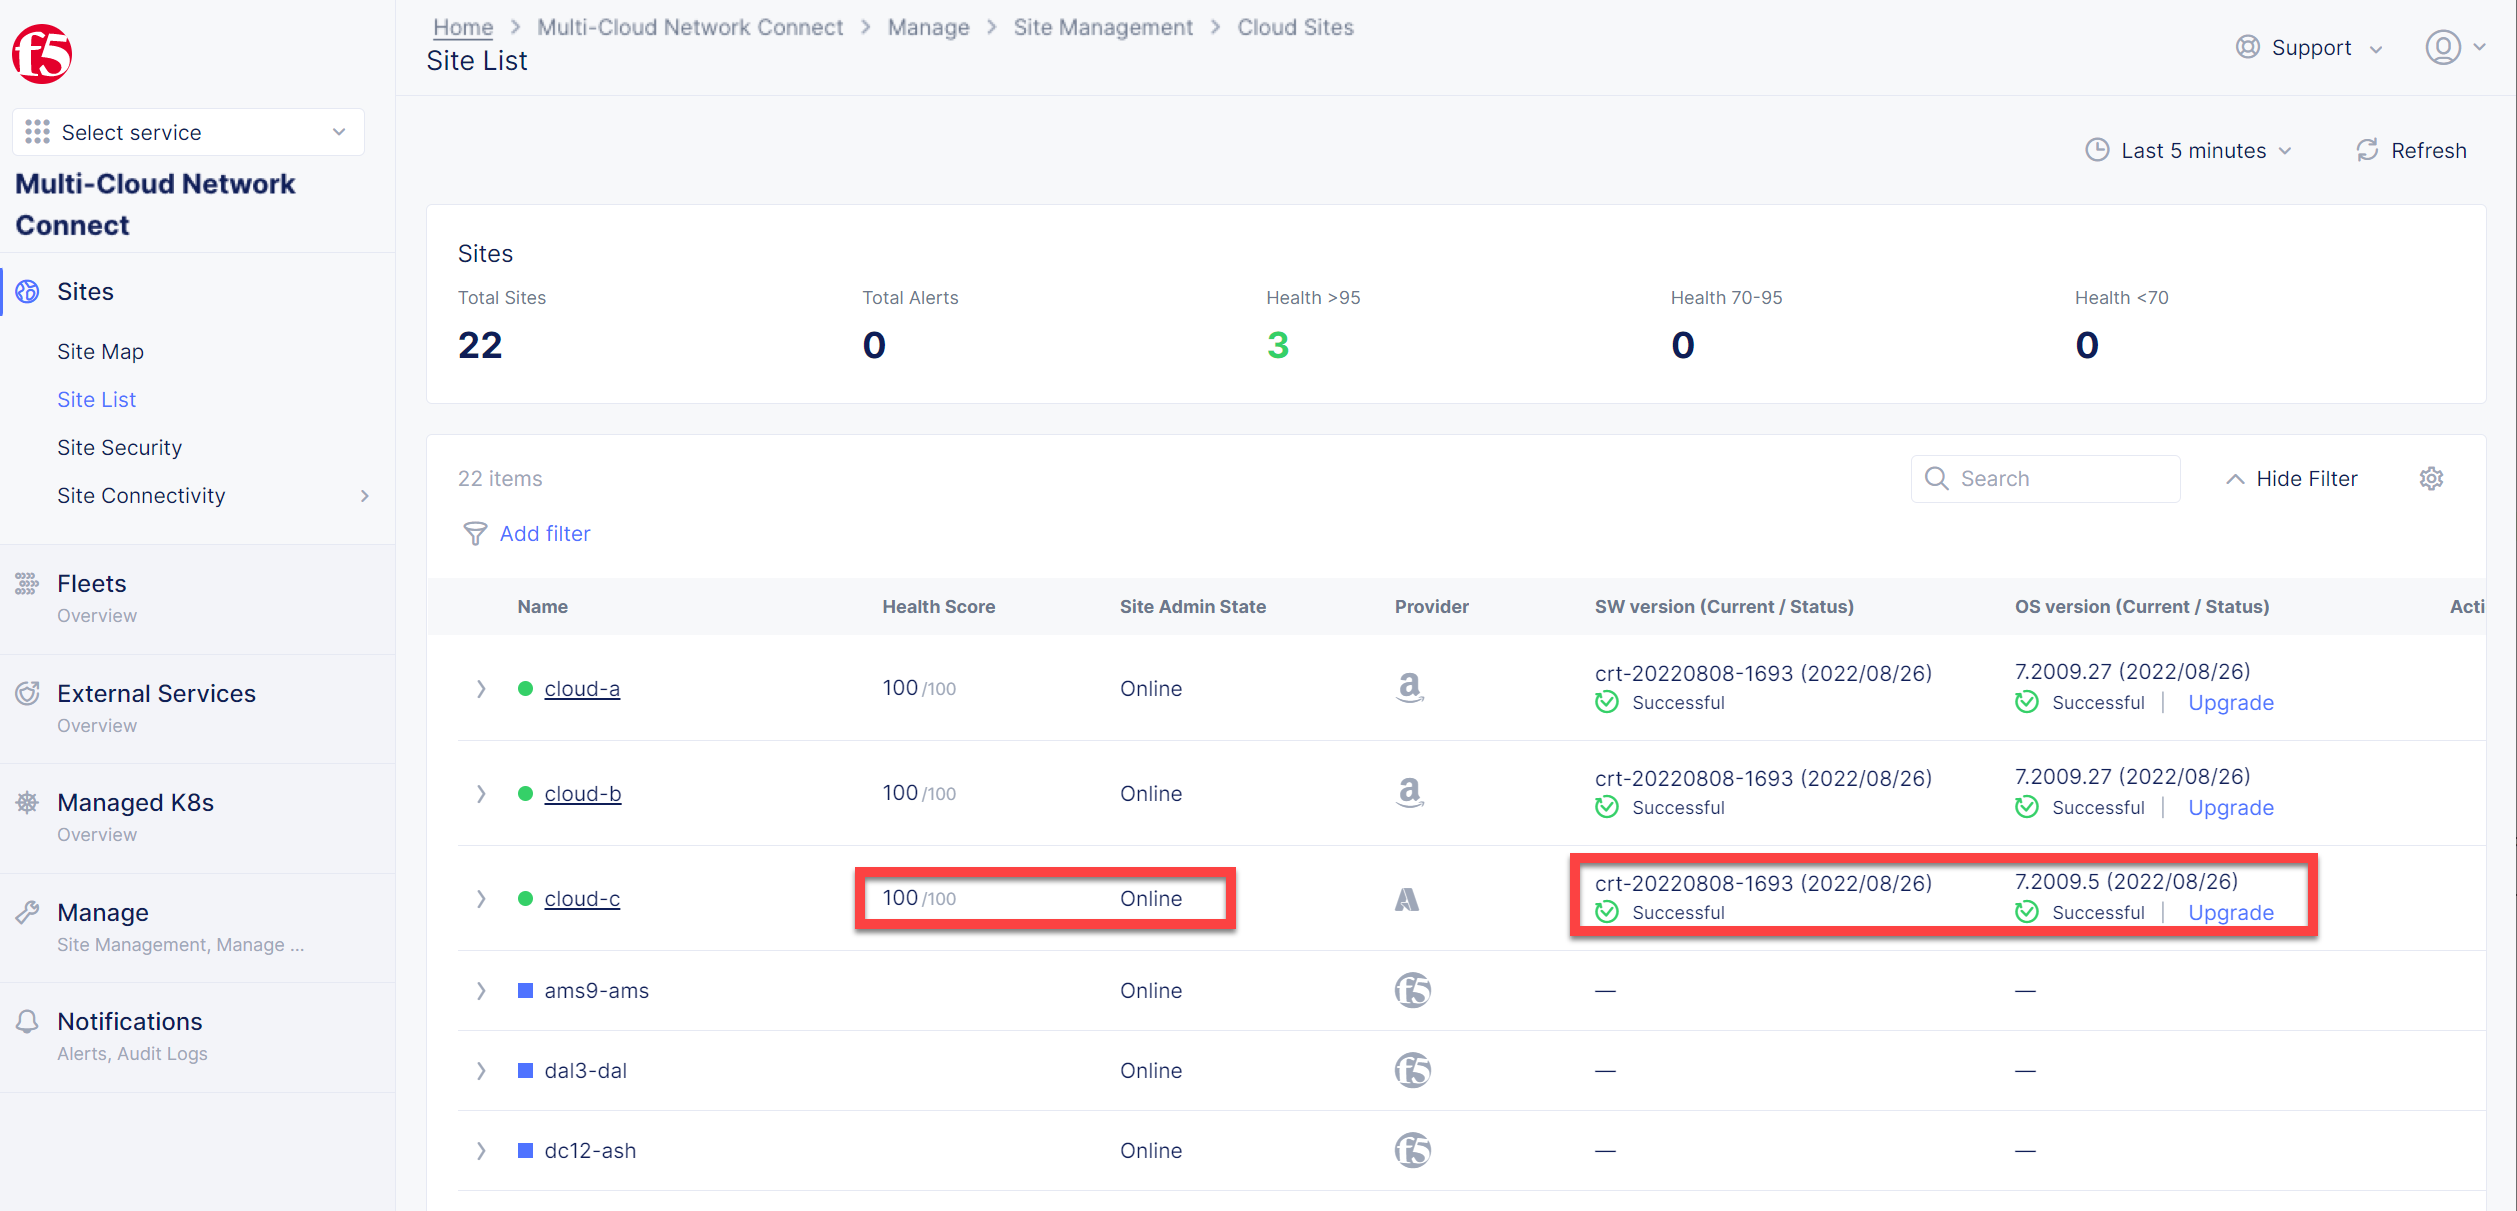 f5
Home > Multi-Cloud Network Connect > Manage > Site Management > Cloud Sites
Site List
Support
Select service
Multi-Cloud Network
Connect
Sites
Site Map
Site List
Site Security
Site Connectivity
Fleets
Overview
External Services
Overview
Managed K8s
Overview
Manage
Site Management, Manage ...
Notifications
Alerts, Audit Logs
Last 5 minutes
Refresh
Sites
Total Sites Total Alerts Health >95 Health 70-95 Health <70
22 0 3 0 0
22 items
Search
Hide Filter
Add filter
Name Health Score Site Admin State Provider SW version (Current / Status) OS version (Current / Status) Acti
cloud-a 100 /100 Online a crt-20220808-1693 (2022/08/26) 7.2009.27 (2022/08/26)
Successful Successful | Upgrade
cloud-b 100 /100 Online a crt-20220808-1693 (2022/08/26) 7.2009.27 (2022/08/26)
Successful Successful | Upgrade
cloud-c 100 /100 Online crt-20220808-1693 (2022/08/26) 7.2009.5 (2022/08/26)
Successful Successful | Upgrade
ams9-ams Online f5 — —
dal3-dal Online f5 — —
dc12-ash Online f5 — —